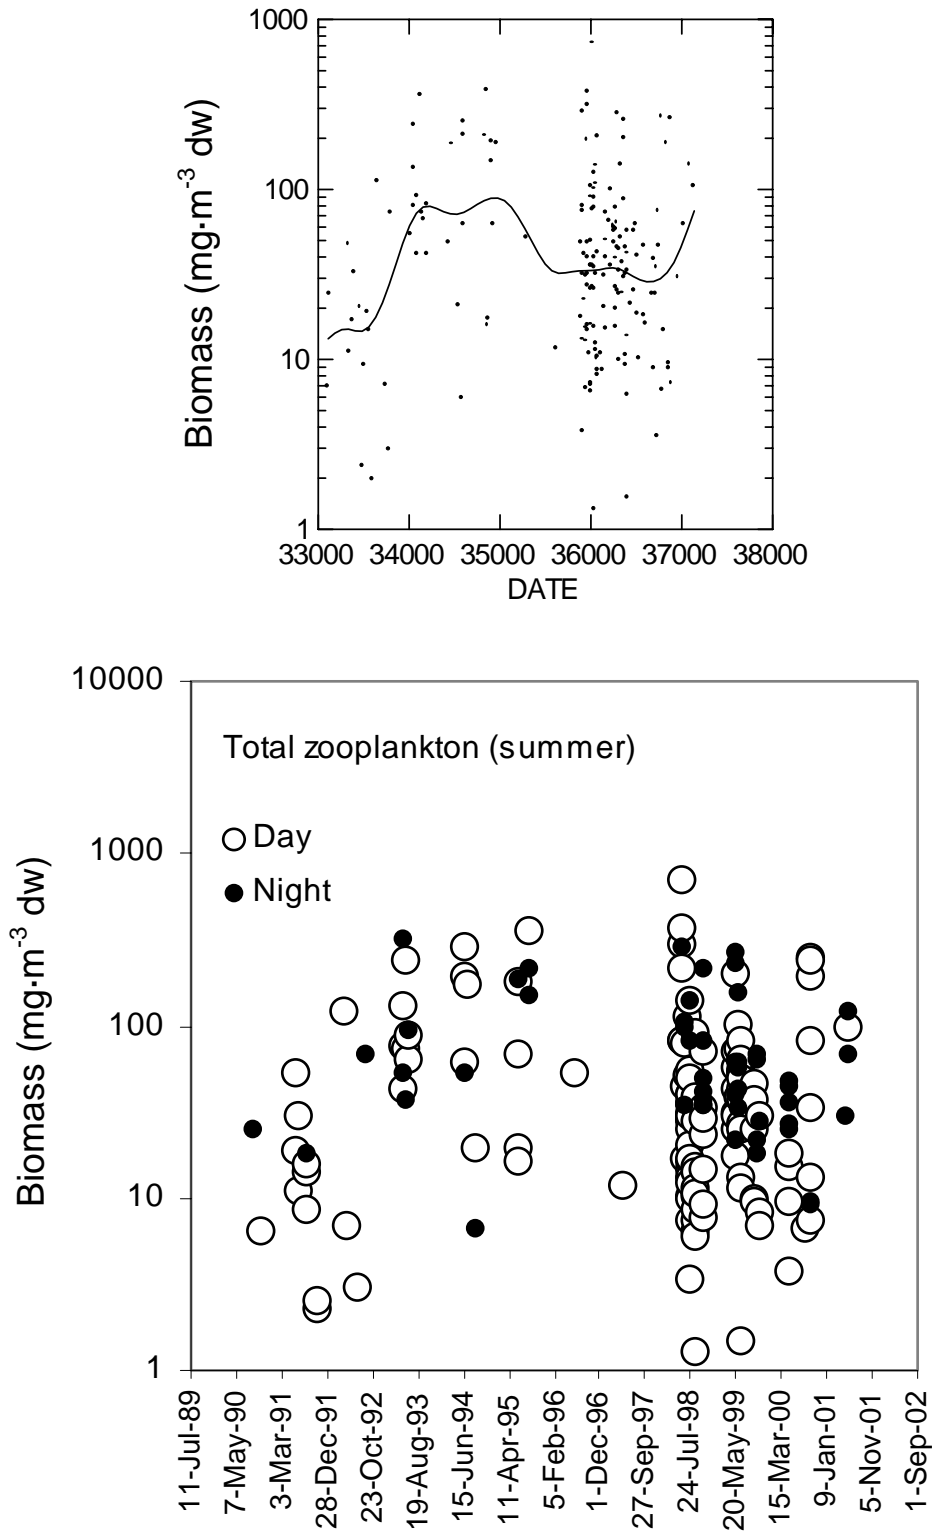 1000
100
10
1
Biomass (mg·m-3 dw)
33000 34000 35000 36000 37000 38000
DATE
10000
1000
100
10
1
Biomass (mg·m-3 dw)
Total zooplankton (summer)
Day
Night
11-Jul-89
7-May-90
3-Mar-91
28-Dec-91
23-Oct-92
19-Aug-93
15-Jun-94
11-Apr-95
5-Feb-96
1-Dec-96
27-Sep-97
24-Jul-98
20-May-99
15-Mar-00
9-Jan-01
5-Nov-01
1-Sep-02